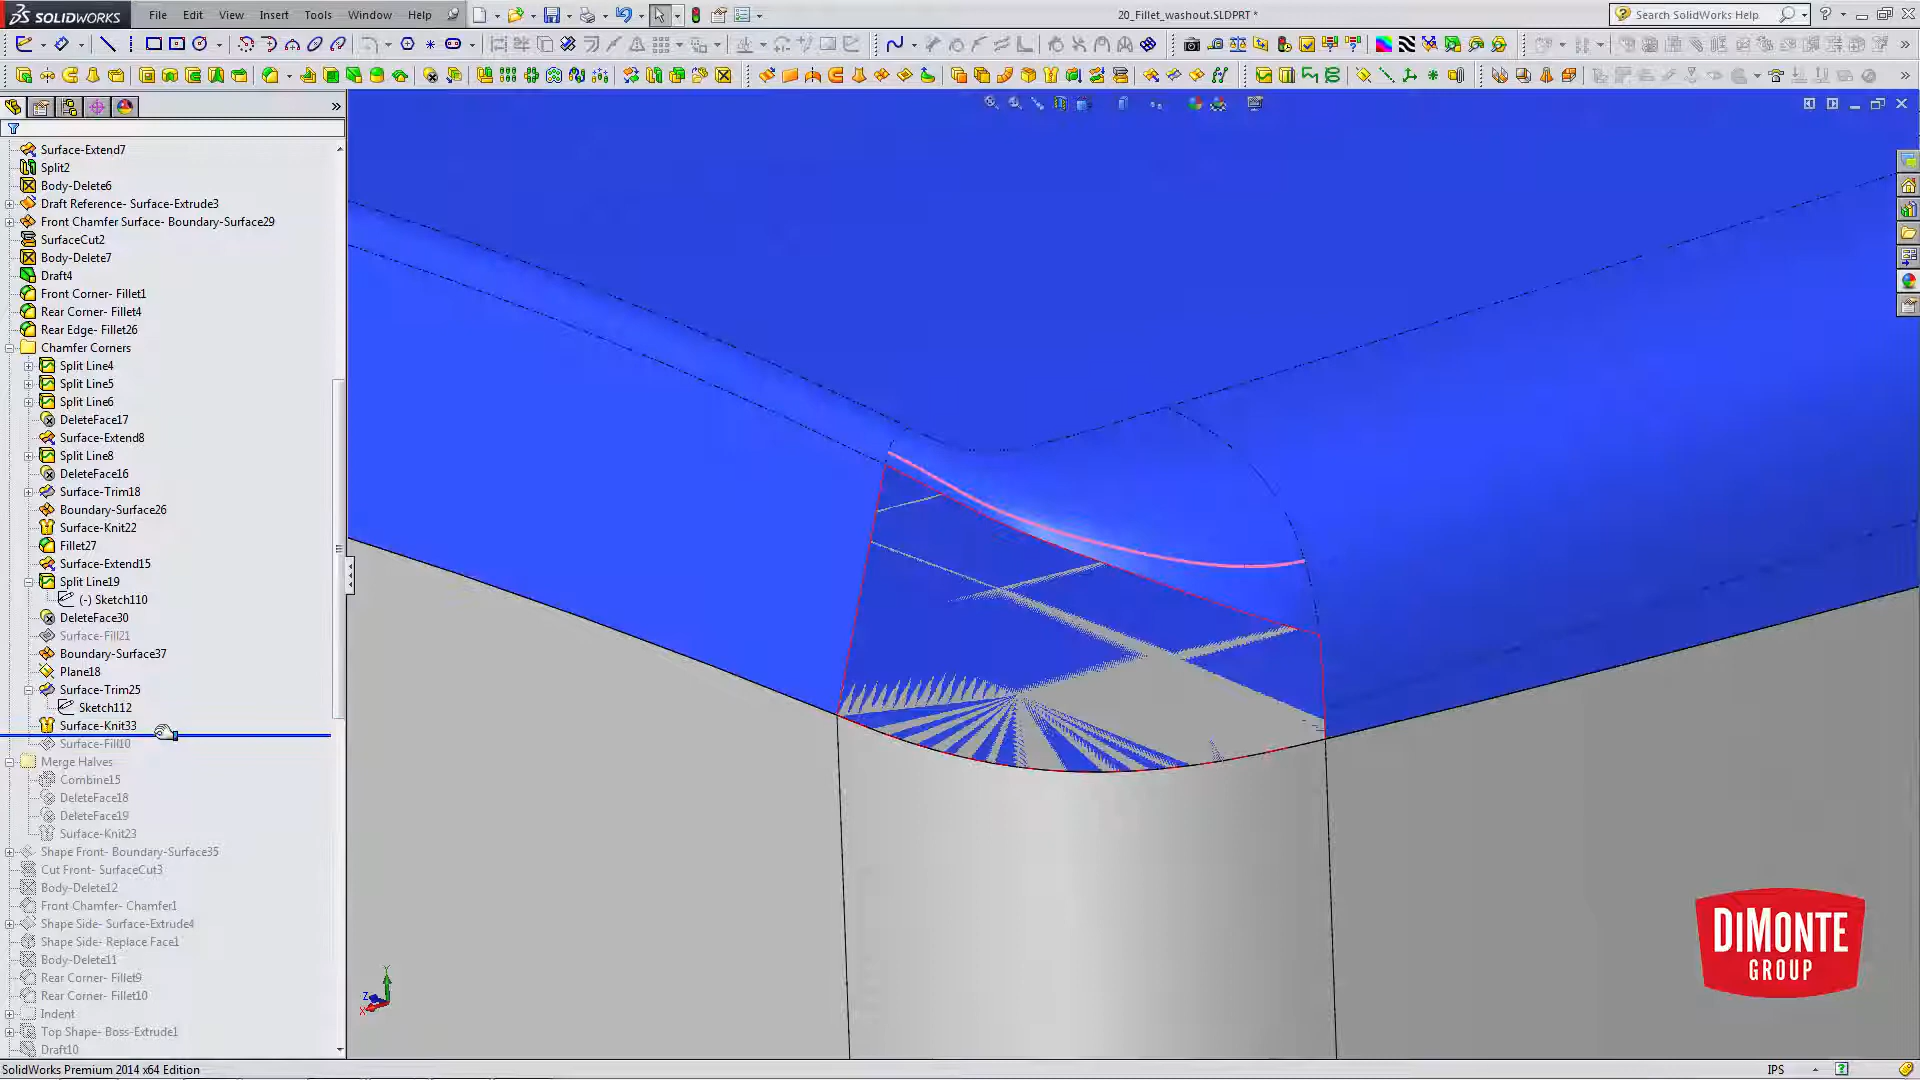 SOLIDWORKS
File Edit View Insert Tools Window Help
20_Fillet_washout.SLDPRT *
Search SolidWorks Help
Surface-Extend7
Split2
Body-Delete6
Draft Reference- Surface-Extrude3
Front Chamfer Surface- Boundary-Surface29
SurfaceCut2
Body-Delete7
Draft4
Front Corner- Fillet1
Rear Corner- Fillet4
Rear Edge- Fillet26
Chamfer Corners
Split Line4
Split Line5
Split Line6
DeleteFace17
Surface-Extend8
Split Line8
DeleteFace16
Surface-Trim18
Boundary-Surface26
Surface-Knit22
Fillet27
Surface-Extend15
Split Line19
(-) Sketch110
DeleteFace30
Surface-Fill21
Boundary-Surface37
Plane18
Surface-Trim25
Sketch112
Surface-Knit33
Surface-Fill10
Merge Halves
Combine15
DeleteFace18
DeleteFace19
Surface-Knit23
Shape Front- Boundary-Surface35
Cut Front- SurfaceCut3
Body-Delete12
Front Chamfer- Chamfer1
Shape Side- Surface-Extrude4
Shape Side- Replace Face1
Body-Delete11
Rear Corner- Fillet9
Rear Corner- Fillet10
Indent
Top Shape- Boss-Extrude1
Draft10
Y
Z
X
DIMONTE
GROUP
SolidWorks Premium 2014 x64 Edition
IPS